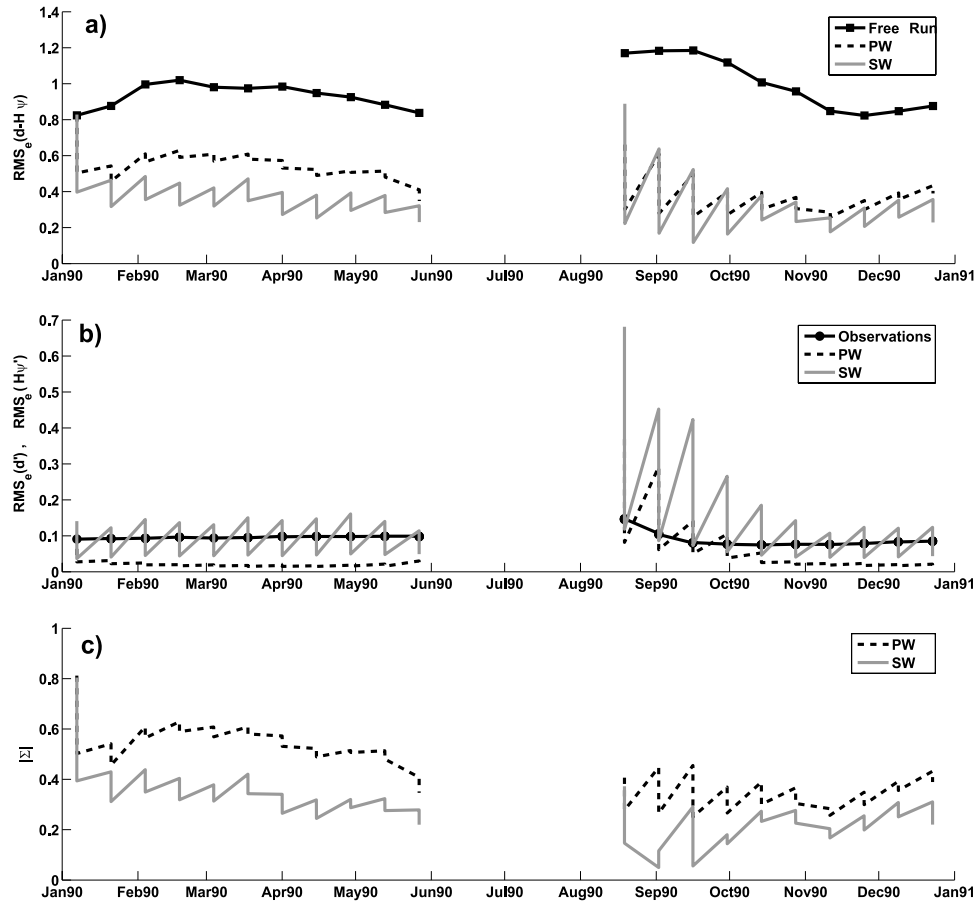 a)
RMS_e(d-H ψ)
1.4
1.2
1
0.8
0.6
0.4
0.2
0
Free Run
PW
SW
Jan90 Feb90 Mar90 Apr90 May90 Jun90 Jul90 Aug90 Sep90 Oct90 Nov90 Dec90 Jan91
b)
RMS_e(d') , RMS_e(Hψ')
0.7
0.6
0.5
0.4
0.3
0.2
0.1
0
Observations
PW
SW
Jan90 Feb90 Mar90 Apr90 May90 Jun90 Jul90 Aug90 Sep90 Oct90 Nov90 Dec90 Jan91
c)
|Σ|
1
0.8
0.6
0.4
0.2
0
PW
SW
Jan90 Feb90 Mar90 Apr90 May90 Jun90 Jul90 Aug90 Sep90 Oct90 Nov90 Dec90 Jan91